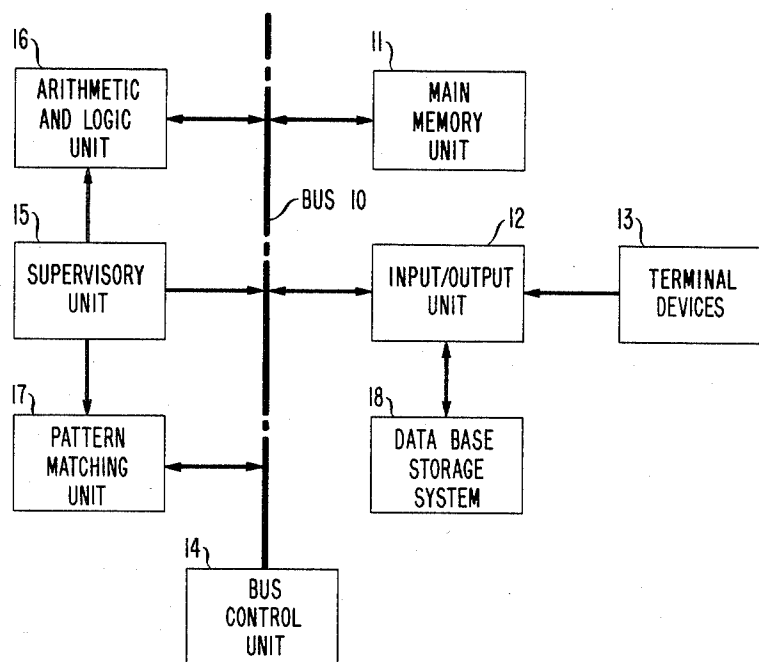 16
ARITHMETIC
AND LOGIC
UNIT
11
MAIN
MEMORY
UNIT
BUS 10
15
SUPERVISORY
UNIT
12
INPUT/OUTPUT
UNIT
13
TERMINAL
DEVICES
17
PATTERN
MATCHING
UNIT
18
DATA BASE
STORAGE
SYSTEM
14
BUS
CONTROL
UNIT